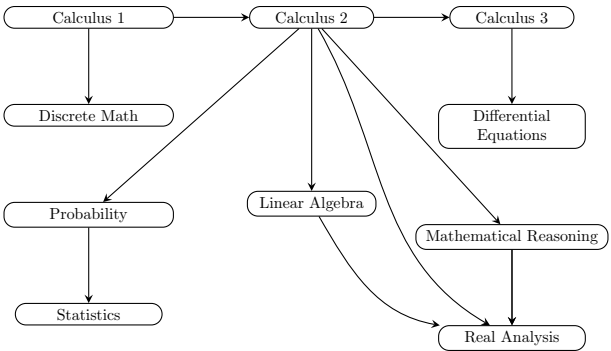 Calculus 1
Calculus 2
Calculus 3
Discrete Math
Differential
Equations
Probability
Linear Algebra
Mathematical Reasoning
Statistics
Real Analysis